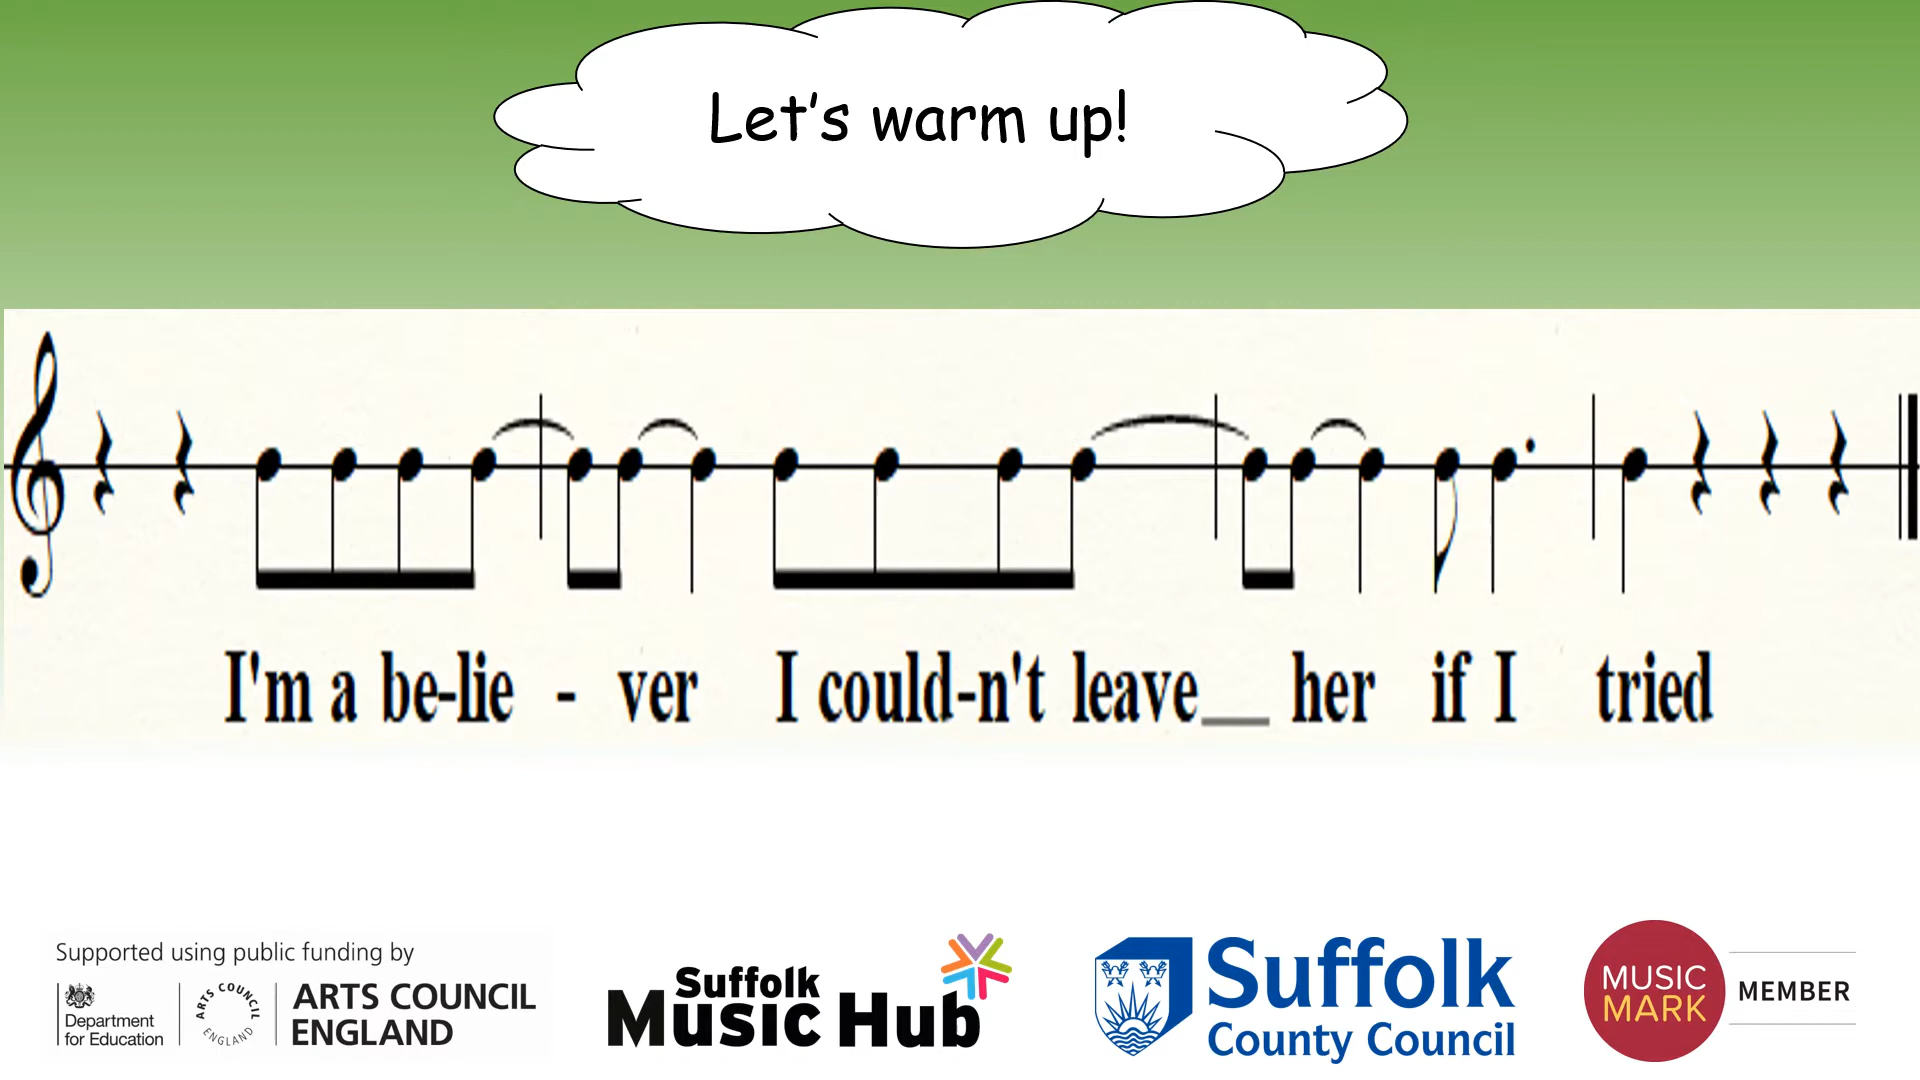 Let's warm up!
I'm a be-lie - ver I could-n't leave__ her if I tried
Supported using public funding by
Department
for Education
ARTS COUNCIL
ENGLAND
ARTS COUNCIL
ENGLAND
Suffolk
Music Hub
Suffolk
County Council
MUSIC
MARK
MEMBER